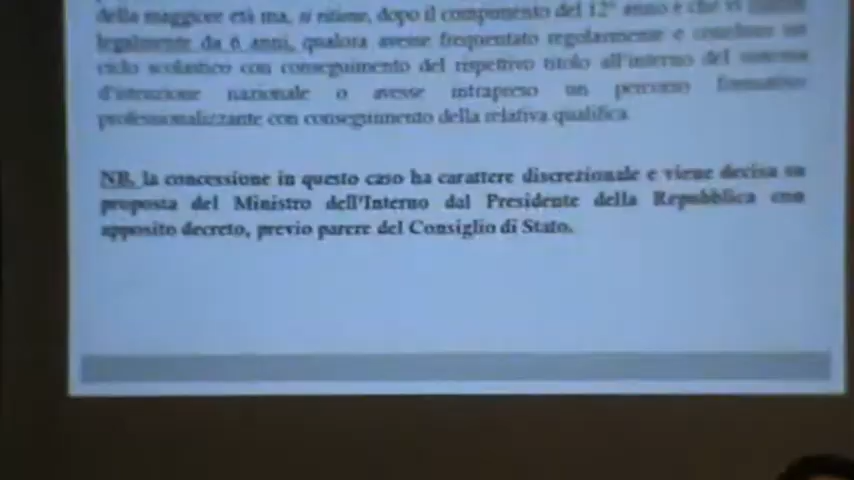 della maggiore età ma, si ritiene, dopo il compimento del 12° anno e che vi
legalmente da 6 anni, qualora avesse frequentato regolarmente e concluso un
ciclo scolastico con conseguimento del rispettivo titolo all'interno del sistema
d'istruzione nazionale o avesse intrapreso un percorso formativo
professionalizzante con conseguimento della relativa qualifica.
NB. la concessione in questo caso ha carattere discrezionale e viene decisa su
proposta del Ministro dell'Interno dal Presidente della Repubblica con
apposito decreto, previo parere del Consiglio di Stato.